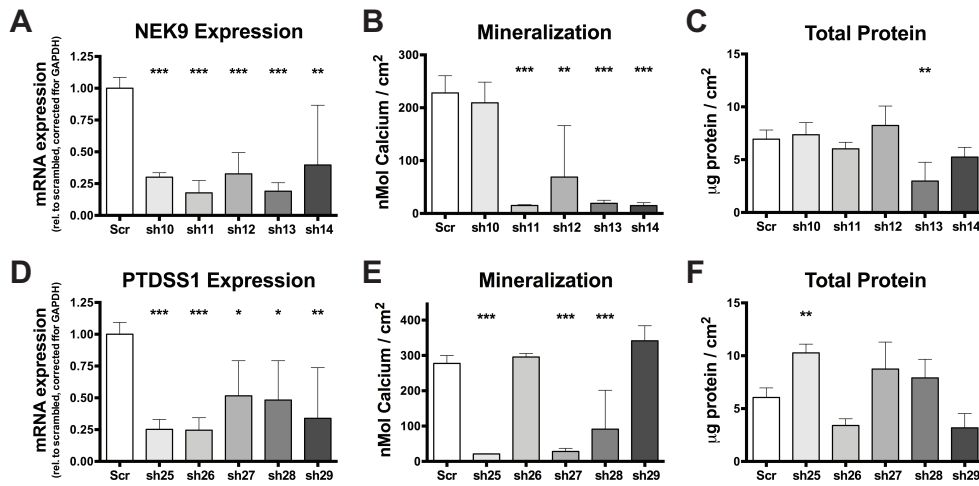 A
NEK9 Expression
mRNA expression
(rel. to scrambled, corrected ffor GAPDH)
1.25
1.00
0.75
0.50
0.25
0.00
*** *** *** *** **
Scr sh10 sh11 sh12 sh13 sh14
B
Mineralization
nMol Calcium / cm²
300
200
100
0
*** ** *** ***
Scr sh10 sh11 sh12 sh13 sh14
C
Total Protein
µg protein / cm²
15
10
5
0
**
Scr sh10 sh11 sh12 sh13 sh14
D
PTDSS1 Expression
mRNA expression
(rel. to scrambled, corrected ffor GAPDH)
1.25
1.00
0.75
0.50
0.25
0.00
*** *** * * **
Scr sh25 sh26 sh27 sh28 sh29
E
Mineralization
nMol Calcium / cm²
400
300
200
100
0
*** *** ***
Scr sh25 sh26 sh27 sh28 sh29
F
Total Protein
µg protein / cm²
15
10
5
0
**
Scr sh25 sh26 sh27 sh28 sh29